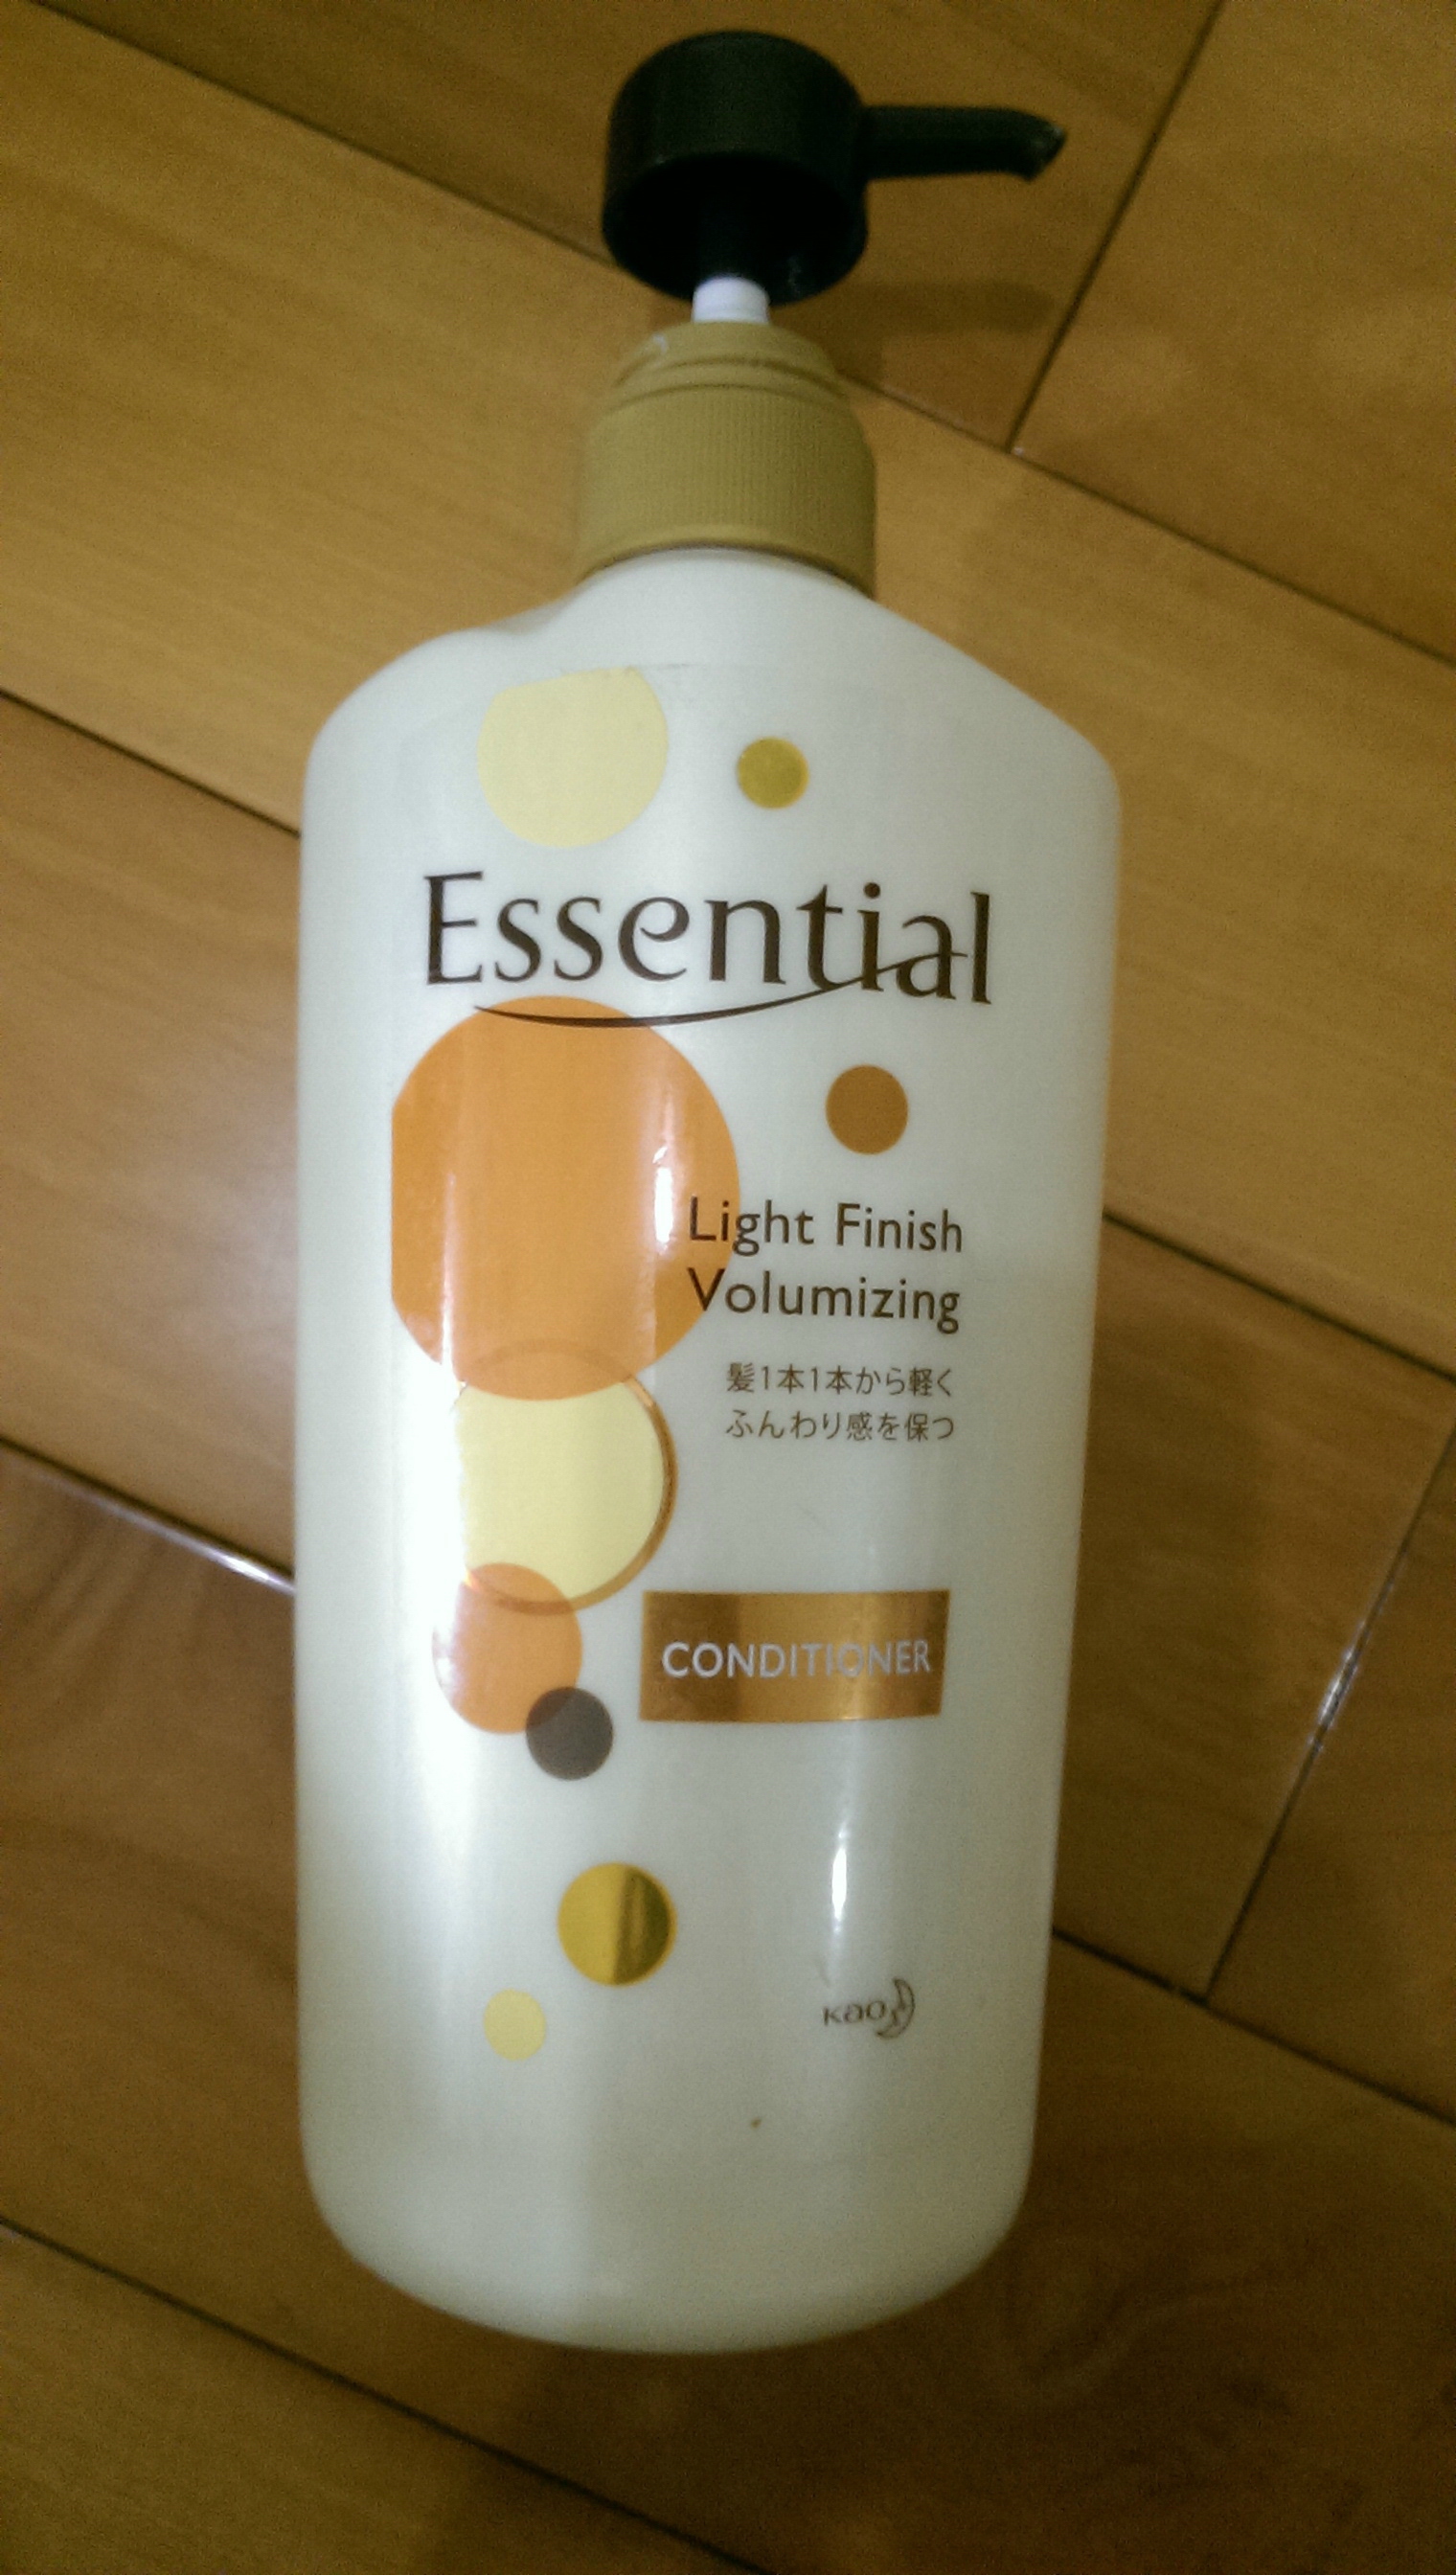 Essential
Light Finish
Volumizing
髪1本1本から軽く
ふんわり感を保つ
CONDITIONER
Kao